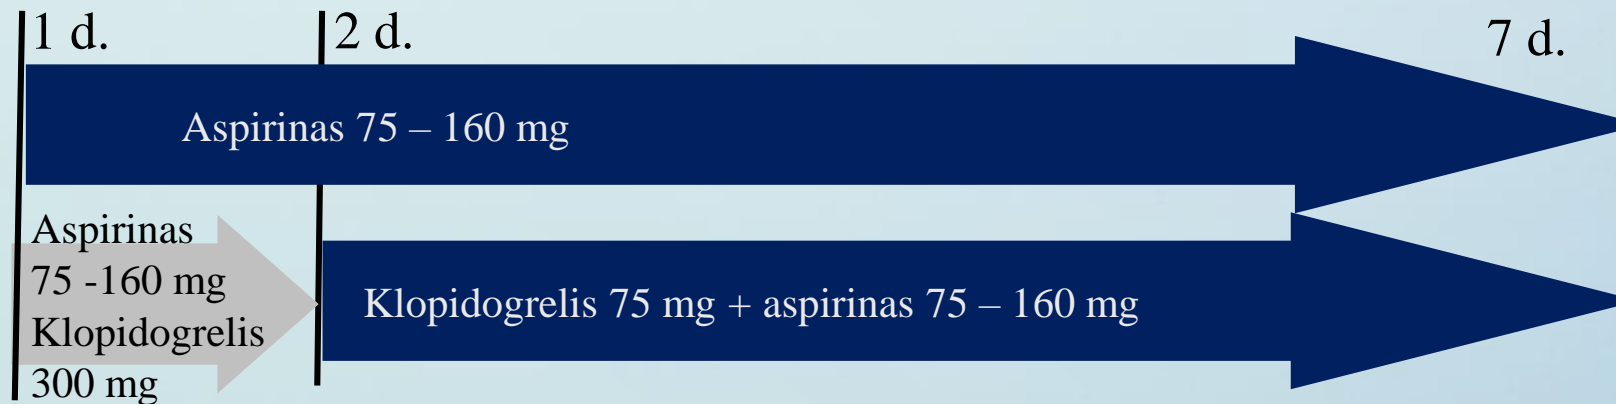 1 d.
2 d.
7 d.
Aspirinas 75 – 160 mg
Aspirinas
75 -160 mg
Klopidogrelis
300 mg
Klopidogrelis 75 mg + aspirinas 75 – 160 mg